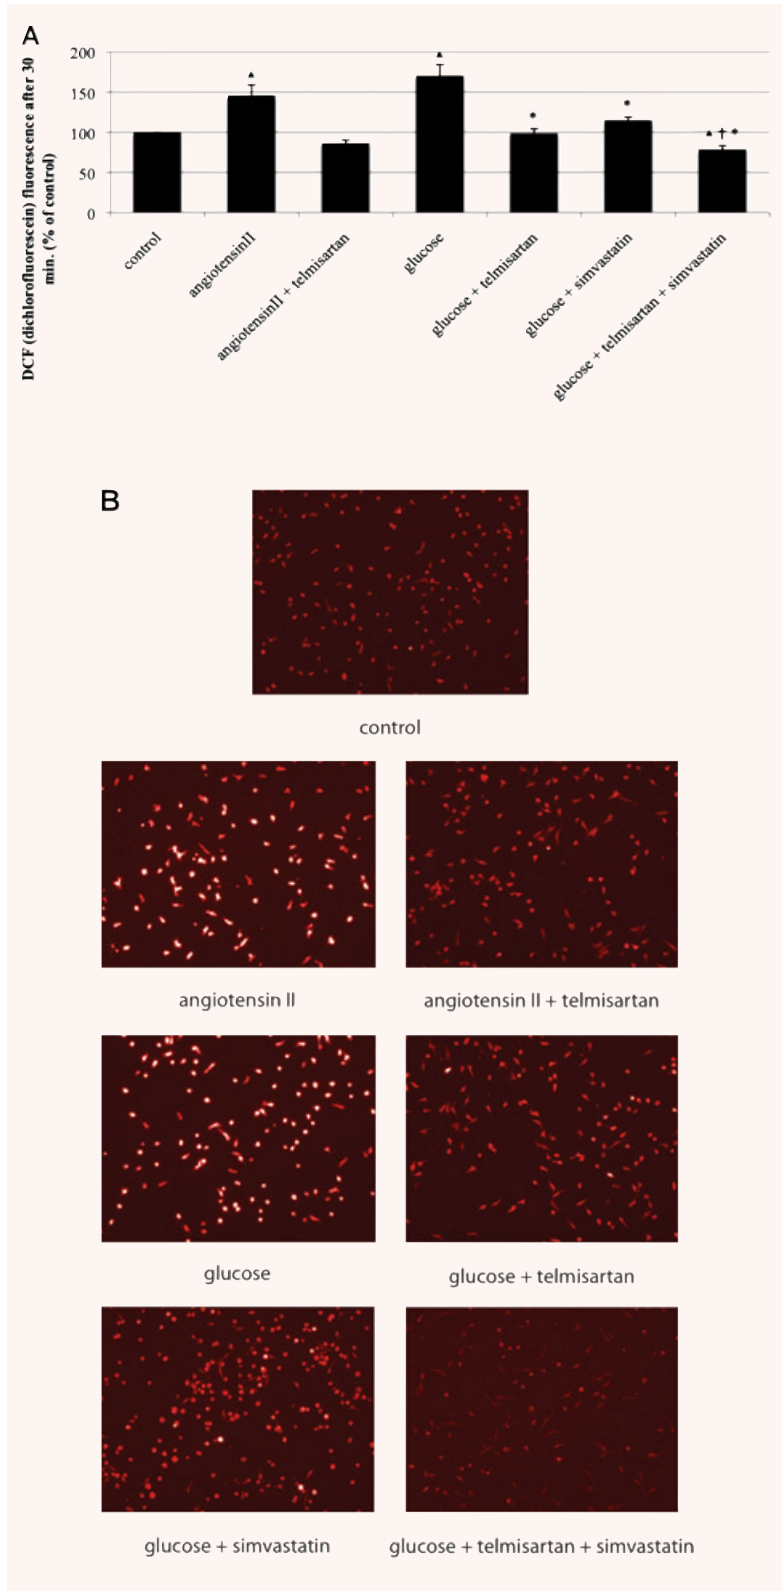 A
DCF (dichlorofluorescein) fluorescence after 30
min. (% of control)
200
150
100
50
0
▲
▲
*
*
▲ † *
control
angiotensinII
angiotensinII + telmisartan
glucose
glucose + telmisartan
glucose + simvastatin
glucose + telmisartan + simvastatin
B
control
angiotensin II
angiotensin II + telmisartan
glucose
glucose + telmisartan
glucose + simvastatin
glucose + telmisartan + simvastatin